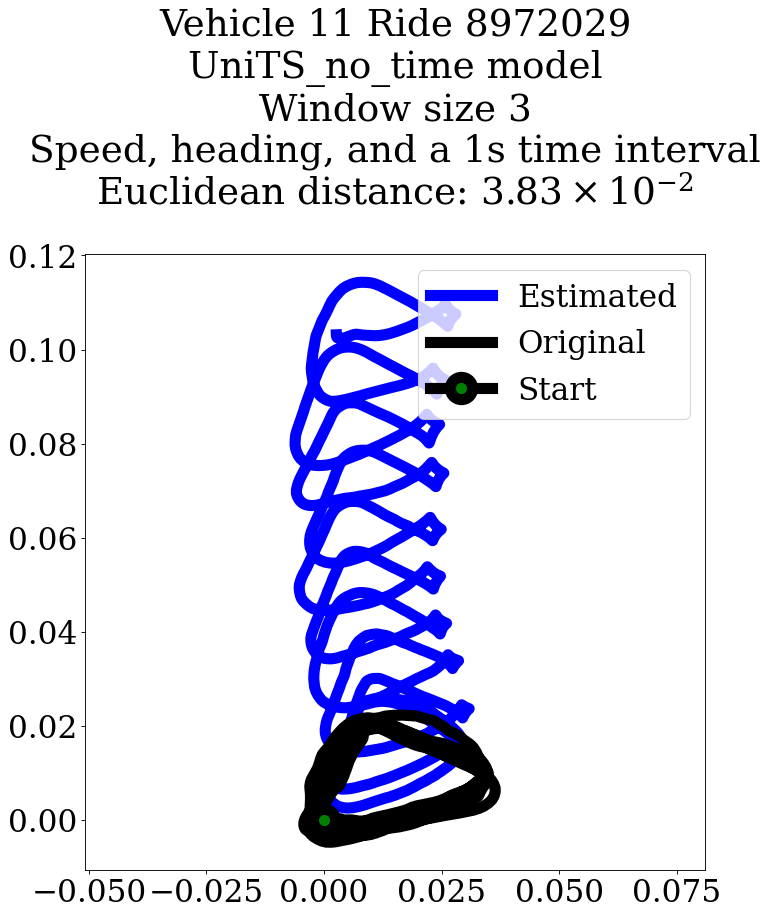 Vehicle 11 Ride 8972029
UniTS_no_time model
Window size 3
Speed, heading, and a 1s time interval
Euclidean distance: 3.83 × 10⁻²
0.12
0.10
0.08
0.06
0.04
0.02
0.00
Estimated
Original
Start
−0.050 −0.025 0.000 0.025 0.050 0.075